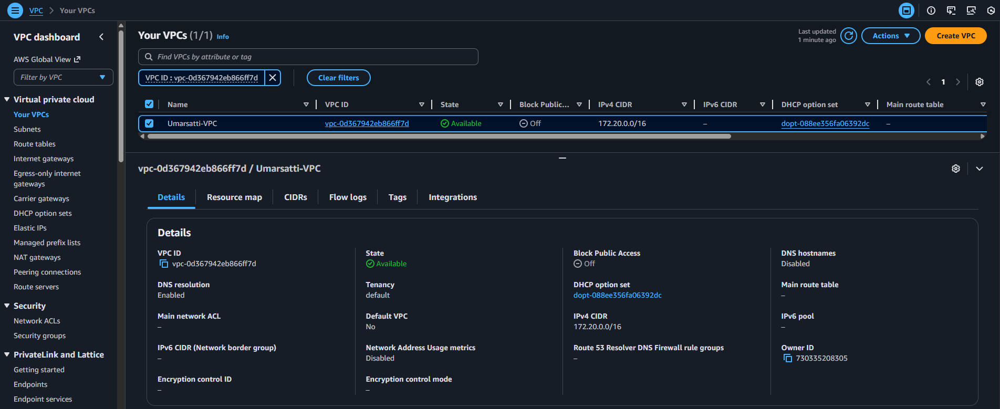 VPC > Your VPCs
VPC dashboard
AWS Global View
Filter by VPC
Virtual private cloud
Your VPCs
Subnets
Route tables
Internet gateways
Egress-only internet
gateways
Carrier gateways
DHCP option sets
Elastic IPs
Managed prefix lists
NAT gateways
Peering connections
Route servers
Security
Network ACLs
Security groups
PrivateLink and Lattice
Getting started
Endpoints
Endpoint services
Your VPCs (1/1) Info
Last updated
1 minute ago
Actions
Create VPC
Find VPCs by attribute or tag
VPC ID : vpc-0d367942eb866ff7d
Clear filters
1
Name VPC ID State Block Public... IPv4 CIDR IPv6 CIDR DHCP option set Main route table
Umarsatti-VPC vpc-0d367942eb866ff7d Available Off 172.20.0.0/16 – dopt-088ee356fa06392dc –
vpc-0d367942eb866ff7d / Umarsatti-VPC
Details Resource map CIDRs Flow logs Tags Integrations
Details
VPC ID State Block Public Access DNS hostnames
vpc-0d367942eb866ff7d Available Off Disabled
DNS resolution Tenancy DHCP option set Main route table
Enabled default dopt-088ee356fa06392dc –
Main network ACL Default VPC IPv4 CIDR IPv6 pool
– No 172.20.0.0/16 –
IPv6 CIDR (Network border group) Network Address Usage metrics Route 53 Resolver DNS Firewall rule groups Owner ID
– Disabled – 730335208305
Encryption control ID Encryption control mode
– –